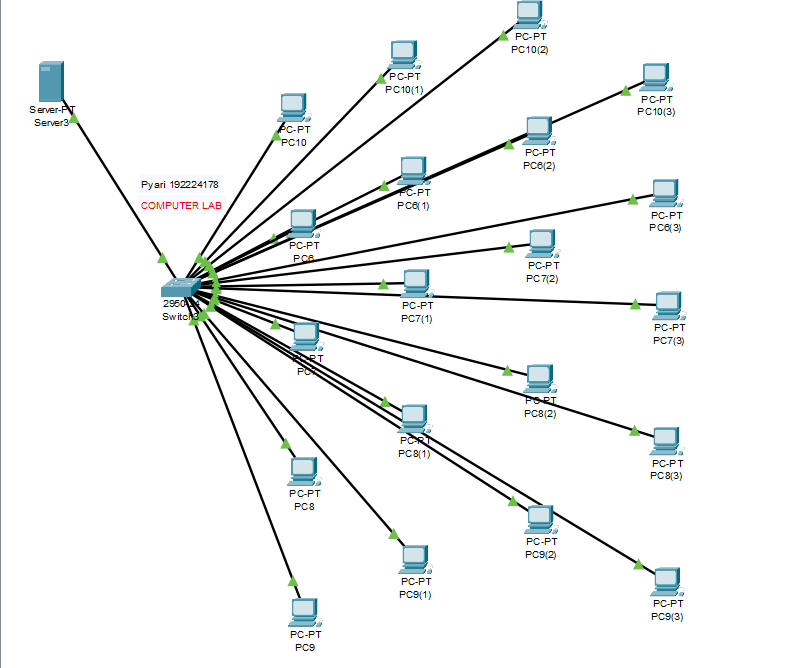 PC-PT
PC10(2)
PC-PT
PC10(1)
PC-PT
PC10(3)
Server-PT
Server3
PC-PT
PC10
PC-PT
PC6(2)
Pyari 192224178
COMPUTER LAB
PC-PT
PC6(1)
PC-PT
PC6(3)
PC-PT
PC6
PC-PT
PC7(2)
2950-24
Switch3
PC-PT
PC7(1)
PC-PT
PC7(3)
PC-PT
PC7
PC-PT
PC8(2)
PC-PT
PC8(1)
PC-PT
PC8(3)
PC-PT
PC8
PC-PT
PC9(2)
PC-PT
PC9(1)
PC-PT
PC9(3)
PC-PT
PC9